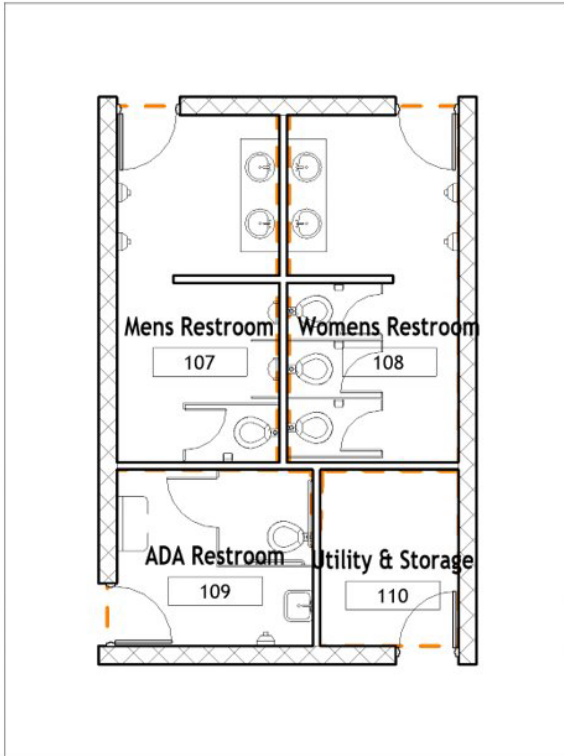 Mens Restroom
107
Womens Restroom
108
ADA Restroom
109
Utility & Storage
110